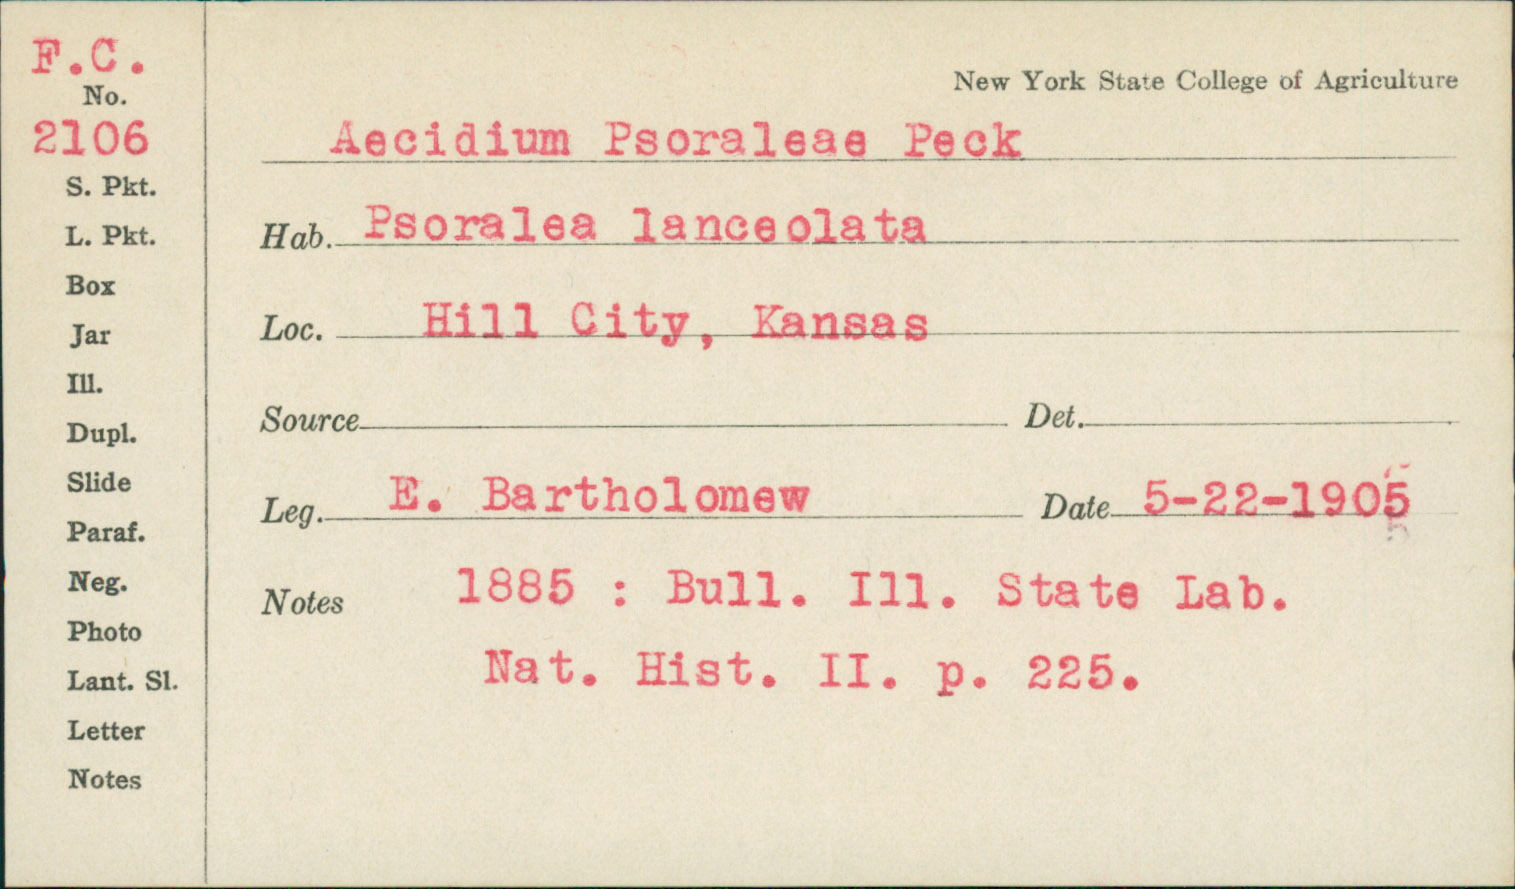 F.C.
No.
2106
S. Pkt.
L. Pkt.
Box
Jar
Ill.
Dupl.
Slide
Paraf.
Neg.
Photo
Lant. Sl.
Letter
Notes
New York State College of Agriculture
Aecidium Psoraleae Peck
Hab. Psoralea lanceolata
Loc. Hill City, Kansas
Source Det.
Leg. E. Bartholomew Date 5-22-1905
Notes 1885 : Bull. Ill. State Lab.
Nat. Hist. II. p. 225.